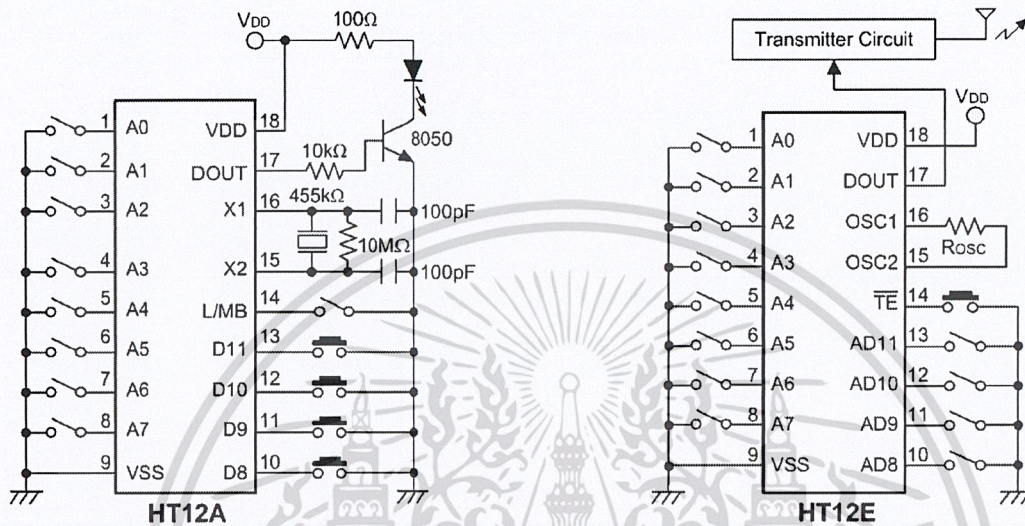 VDD
100Ω
8050
10kΩ
455kΩ
10MΩ
100pF
100pF
1 A0
2 A1
3 A2
4 A3
5 A4
6 A5
7 A6
8 A7
9 VSS
VDD 18
DOUT 17
X1 16
X2 15
L/MB 14
D11 13
D10 12
D9 11
D8 10
HT12A
Transmitter Circuit
VDD
1 A0
2 A1
3 A2
4 A3
5 A4
6 A5
7 A6
8 A7
9 VSS
VDD 18
DOUT 17
OSC1 16
Rosc
OSC2 15
TE 14
AD11 13
AD10 12
AD9 11
AD8 10
HT12E